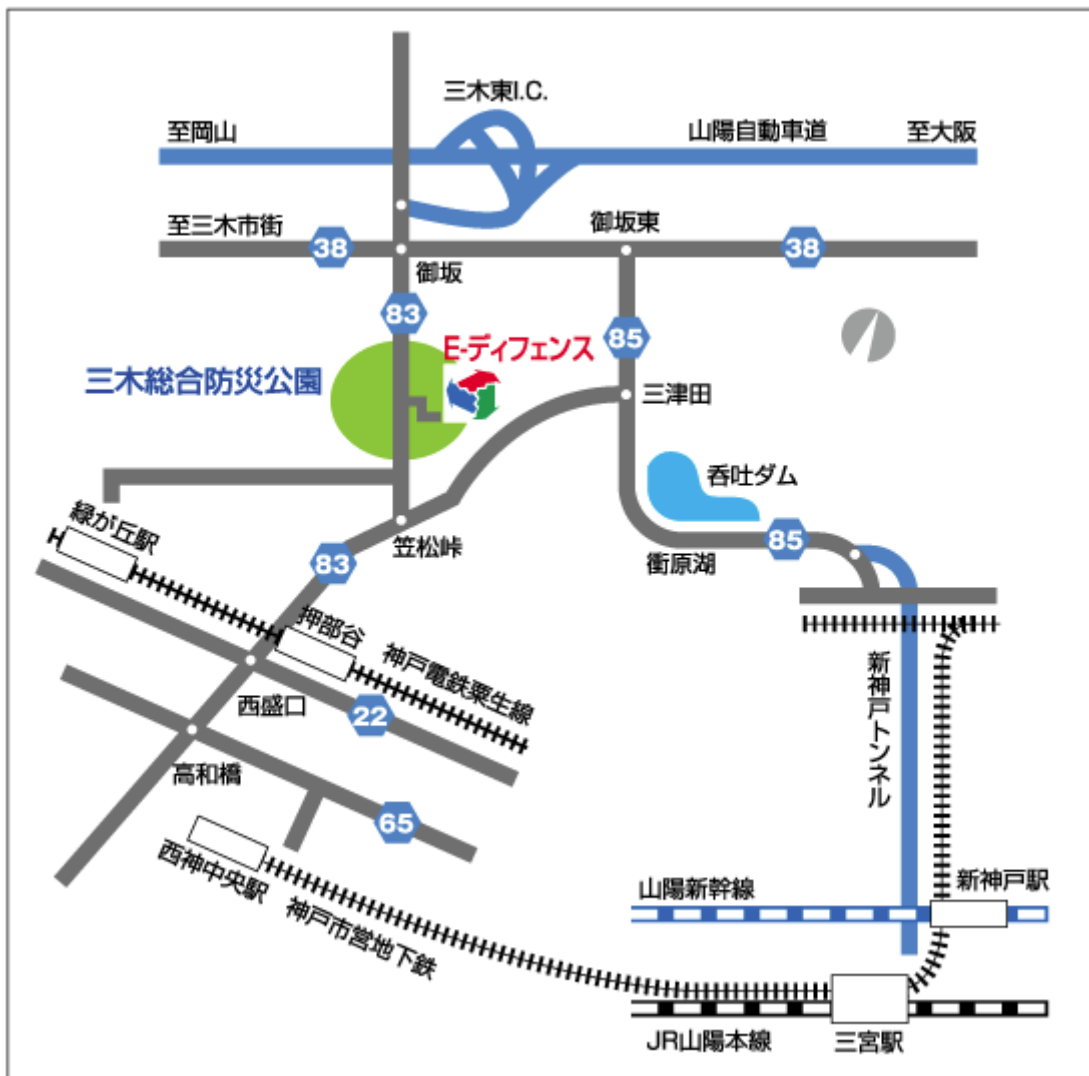 三木東I.C.
至岡山
山陽自動車道
至大阪
至三木市街
御坂東
38
38
御坂
83
85
E-ディフェンス
三木総合防災公園
三津田
呑吐ダム
緑が丘駅
笠松峠
83
85
衝原湖
押部谷
神戸電鉄粟生線
新神戸トンネル
西盛口
22
高和橋
65
西神中央駅
神戸市営地下鉄
山陽新幹線
新神戸駅
JR山陽本線
三宮駅